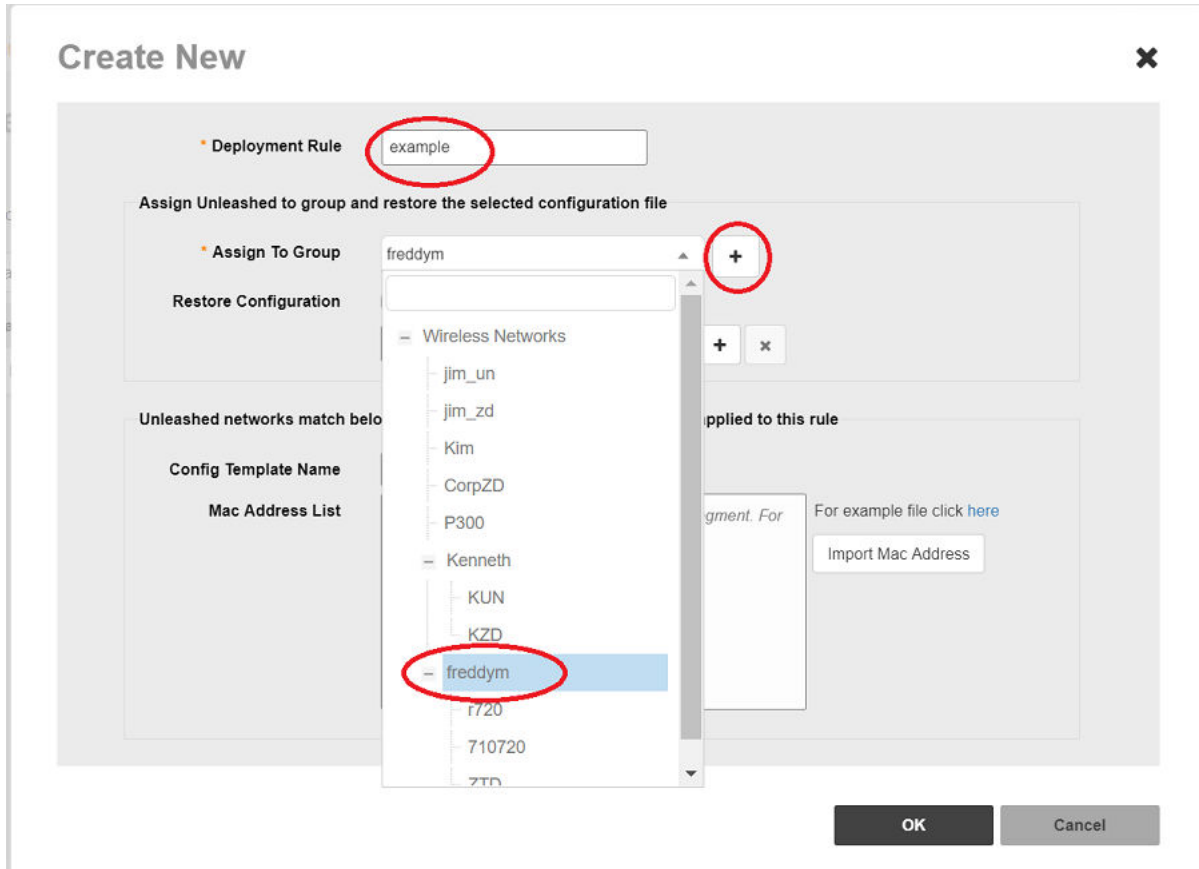 Create New
* Deployment Rule example
Assign Unleashed to group and restore the selected configuration file
* Assign To Group freddym +
Restore Configuration
– Wireless Networks + ×
jim_un
jim_zd
Unleashed networks match belo pplied to this rule
Kim
Config Template Name
CorpZD
Mac Address List gment. For For example file click here
P300
Import Mac Address
– Kenneth
KUN
KZD
– freddym
r720
710720
ZTD
OK Cancel